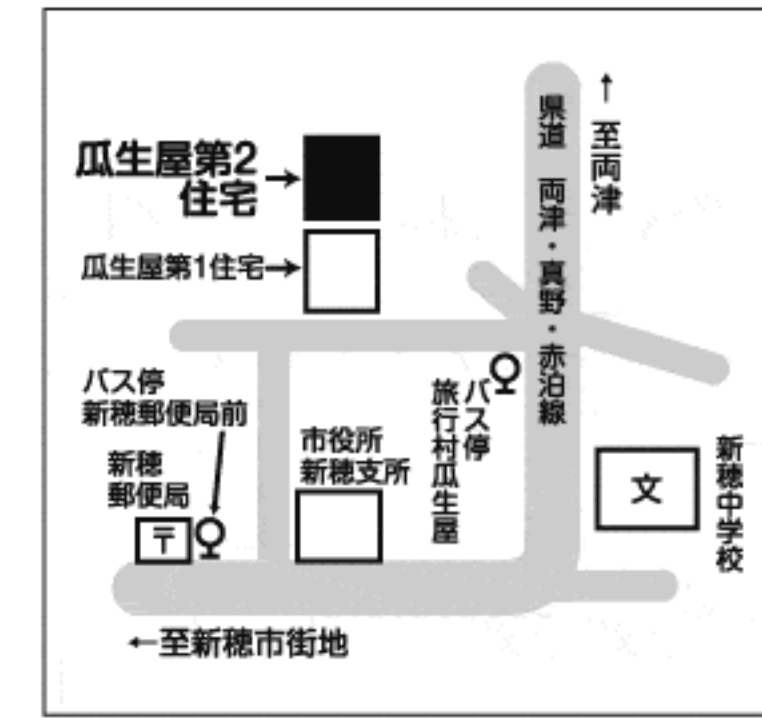 瓜生屋第2
住宅→
瓜生屋第1住宅→
↑至両津
県道 両津・真野・赤泊線
バス停
新穂郵便局前
新穂
郵便局
〒
市役所
新穂支所
バス停
旅行村瓜生屋
文
新穂中学校
←至新穂市街地